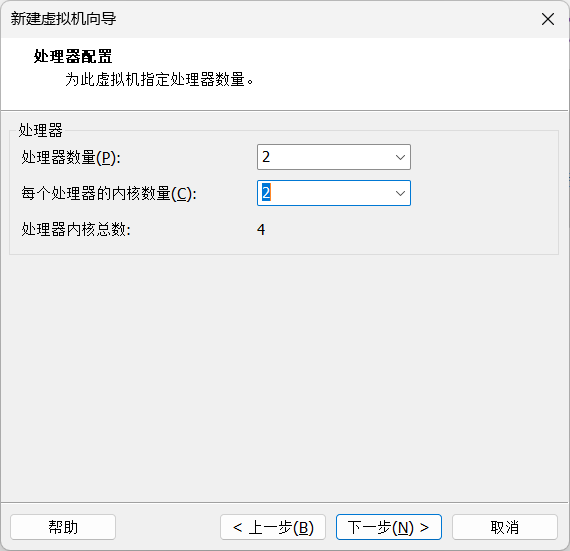 新建虚拟机向导
处理器配置
为此虚拟机指定处理器数量。
处理器
处理器数量(P): 2
每个处理器的内核数量(C): 2
处理器内核总数: 4
帮助 < 上一步(B) 下一步(N) > 取消